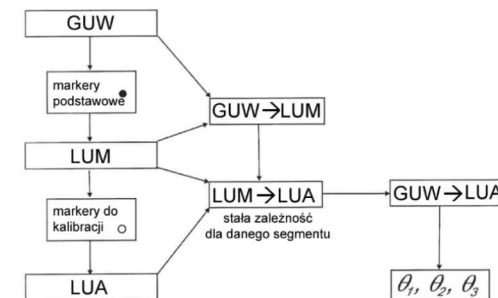 GUW
markery
podstawowe
GUW→LUM
LUM
LUM→LUA
GUW→LUA
stała zależność
dla danego segmentu
markery do
kalibracji
LUA
θ₁, θ₂, θ₃